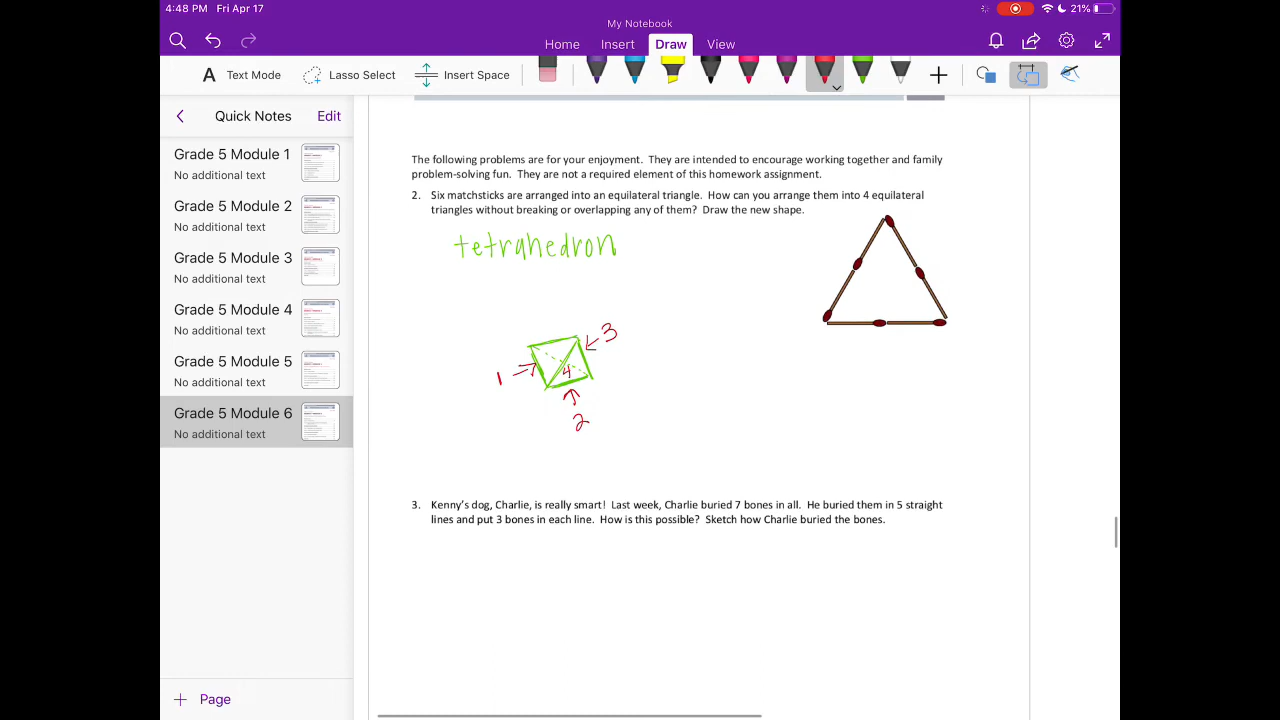 4:48 PM Fri Apr 17
21%
My Notebook
Home Insert Draw View
A Text Mode Lasso Select Insert Space
Quick Notes Edit
Grade 5 Module 1
No additional text
Grade 5 Module 2
No additional text
Grade 5 Module 3
No additional text
Grade 5 Module 4
No additional text
Grade 5 Module 5
No additional text
Grade 5 Module 6
No additional text
Page
The following problems are for your enjoyment. They are intended to encourage working together and family
problem-solving fun. They are not a required element of this homework assignment.
2. Six matchsticks are arranged into an equilateral triangle. How can you arrange them into 4 equilateral
triangles without breaking or overlapping any of them? Draw the new shape.
tetrahedron
3
1
4
2
3. Kenny's dog, Charlie, is really smart! Last week, Charlie buried 7 bones in all. He buried them in 5 straight
lines and put 3 bones in each line. How is this possible? Sketch how Charlie buried the bones.